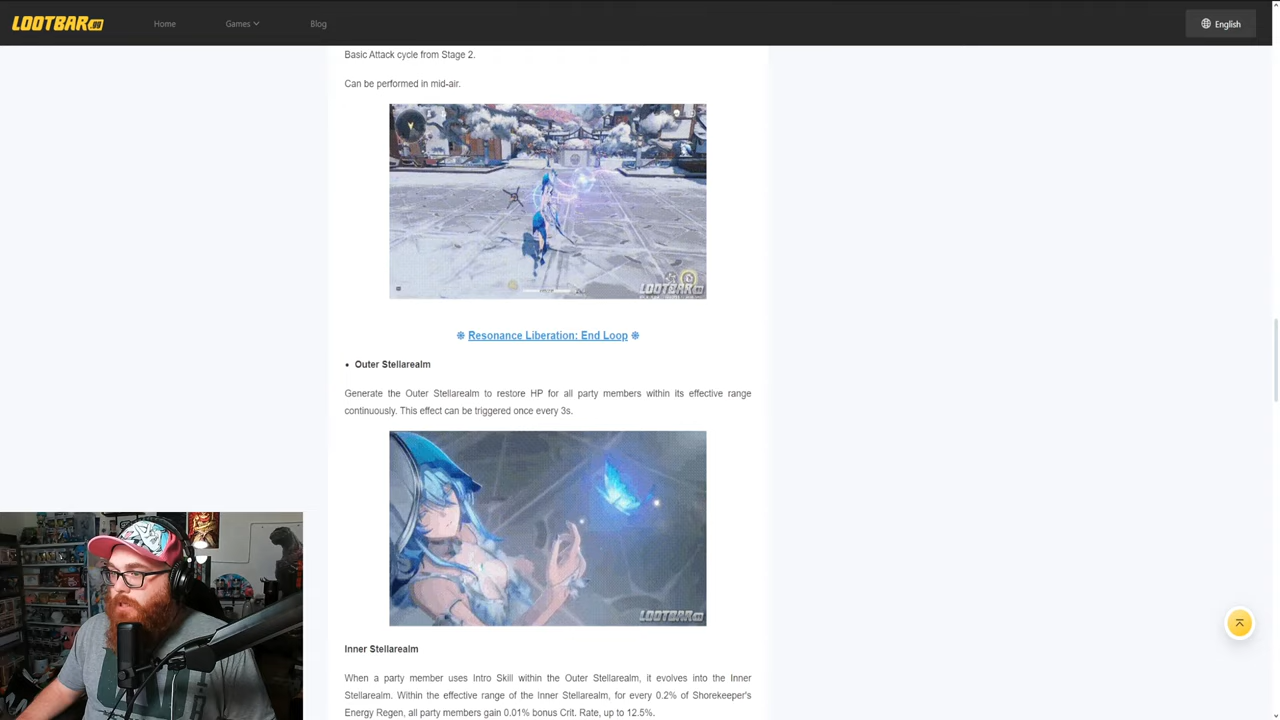 LOOTBAR.GG
Home
Games
Blog
English
Basic Attack cycle from Stage 2.
Can be performed in mid-air.
LOOTBAR
❋ Resonance Liberation: End Loop ❋
• Outer Stellarealm
Generate the Outer Stellarealm to restore HP for all party members within its effective range
continuously. This effect can be triggered once every 3s.
LOOTBAR
Inner Stellarealm
When a party member uses Intro Skill within the Outer Stellarealm, it evolves into the Inner
Stellarealm. Within the effective range of the Inner Stellarealm, for every 0.2% of Shorekeeper's
Energy Regen, all party members gain 0.01% bonus Crit. Rate, up to 12.5%.